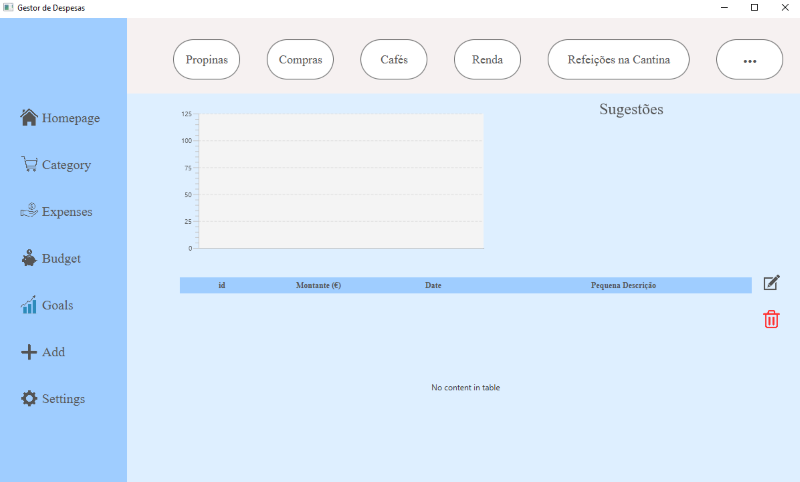 Gestor de Despesas
Propinas
Compras
Cafés
Renda
Refeições na Cantina
...
Homepage
Category
Expenses
Budget
Goals
Add
Settings
125
100
75
50
25
0
Sugestões
id Montante (€) Date Pequena Descrição
No content in table